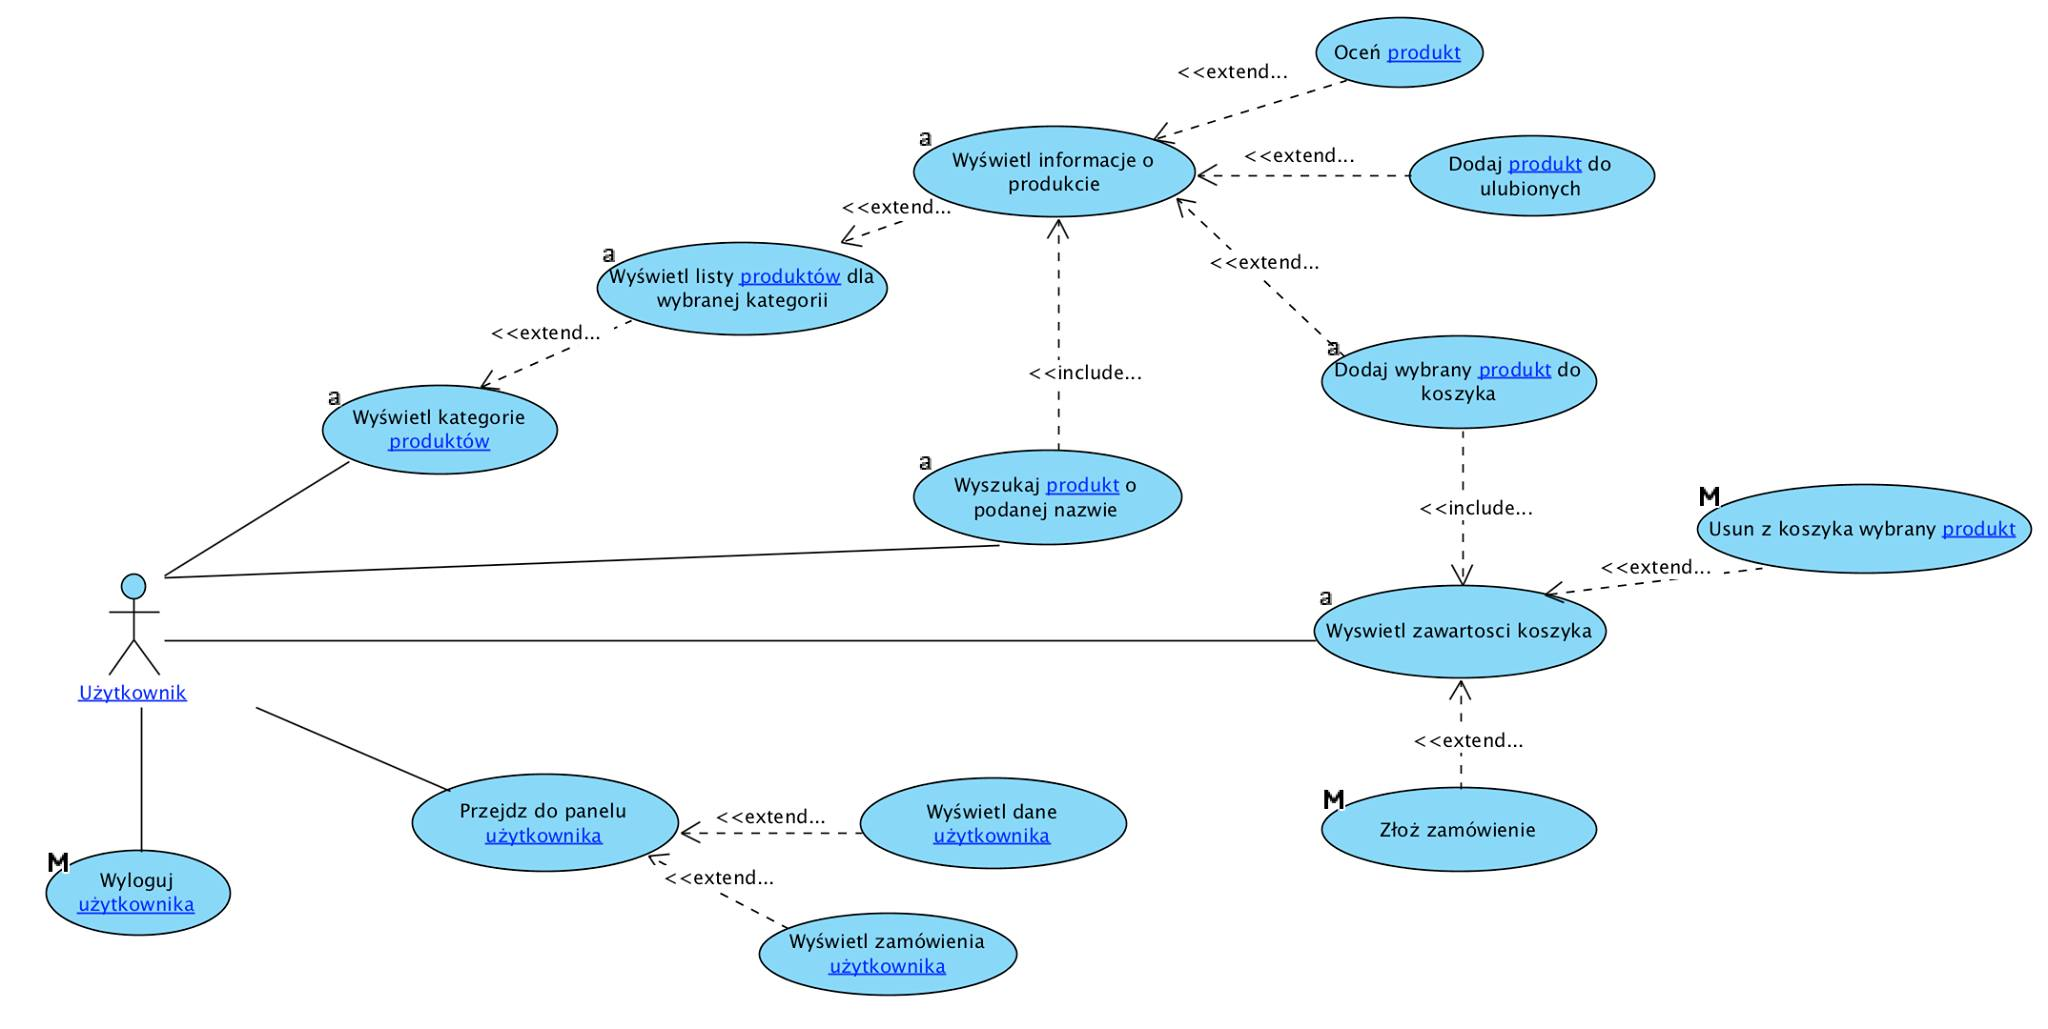 Oceń produkt
<<extend...
a
Wyświetl informacje o
produkcie
<<extend...
Dodaj produkt do
ulubionych
<<extend...
a
Wyświetl listy produktów dla
wybranej kategorii
<<extend...
<<extend...
a
Wyświetl kategorie
produktów
<<include...
a
Dodaj wybrany produkt do
koszyka
a
Wyszukaj produkt o
podanej nazwie
<<include...
M
Usun z koszyka wybrany produkt
<<extend...
a
Wyswietl zawartosci koszyka
Użytkownik
<<extend...
M
Złoż zamówienie
Przejdz do panelu
użytkownika
<<extend...
Wyświetl dane
użytkownika
M
Wyloguj
użytkownika
<<extend...
Wyświetl zamówienia
użytkownika